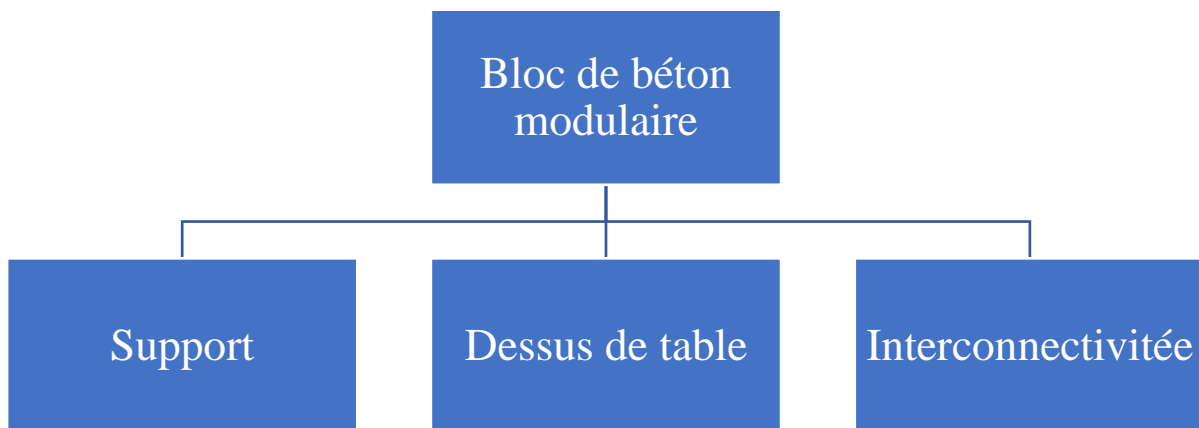 Bloc de béton
modulaire
Support
Dessus de table
Interconnectivitée